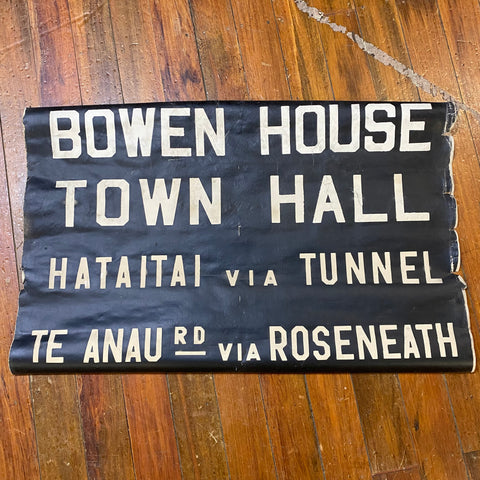 BOWEN HOUSE
TOWN HALL
HATAITAI VIA TUNNEL
TE ANAU RD VIA ROSENEATH